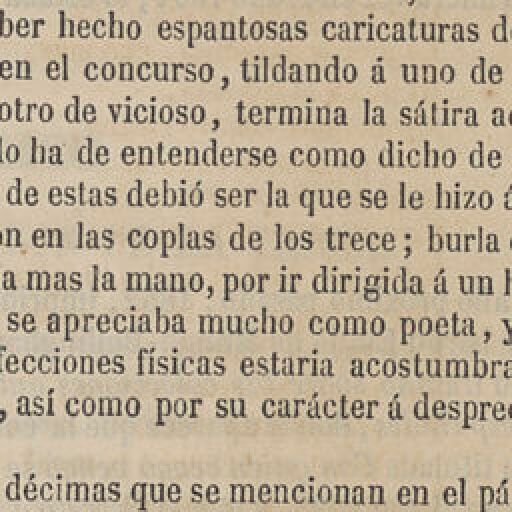 ber hecho espantosas caricaturas d
en el concurso, tildando á uno de
otro de vicioso, termina la sátira a
lo ha de entenderse como dicho de
de estas debió ser la que se le hizo á
on en las coplas de los trece; burla
a mas la mano, por ir dirigida á un h
se apreciaba mucho como poeta, y
fecciones físicas estaria acostumbra
, así como por su carácter á despre
décimas que se mencionan en el pá